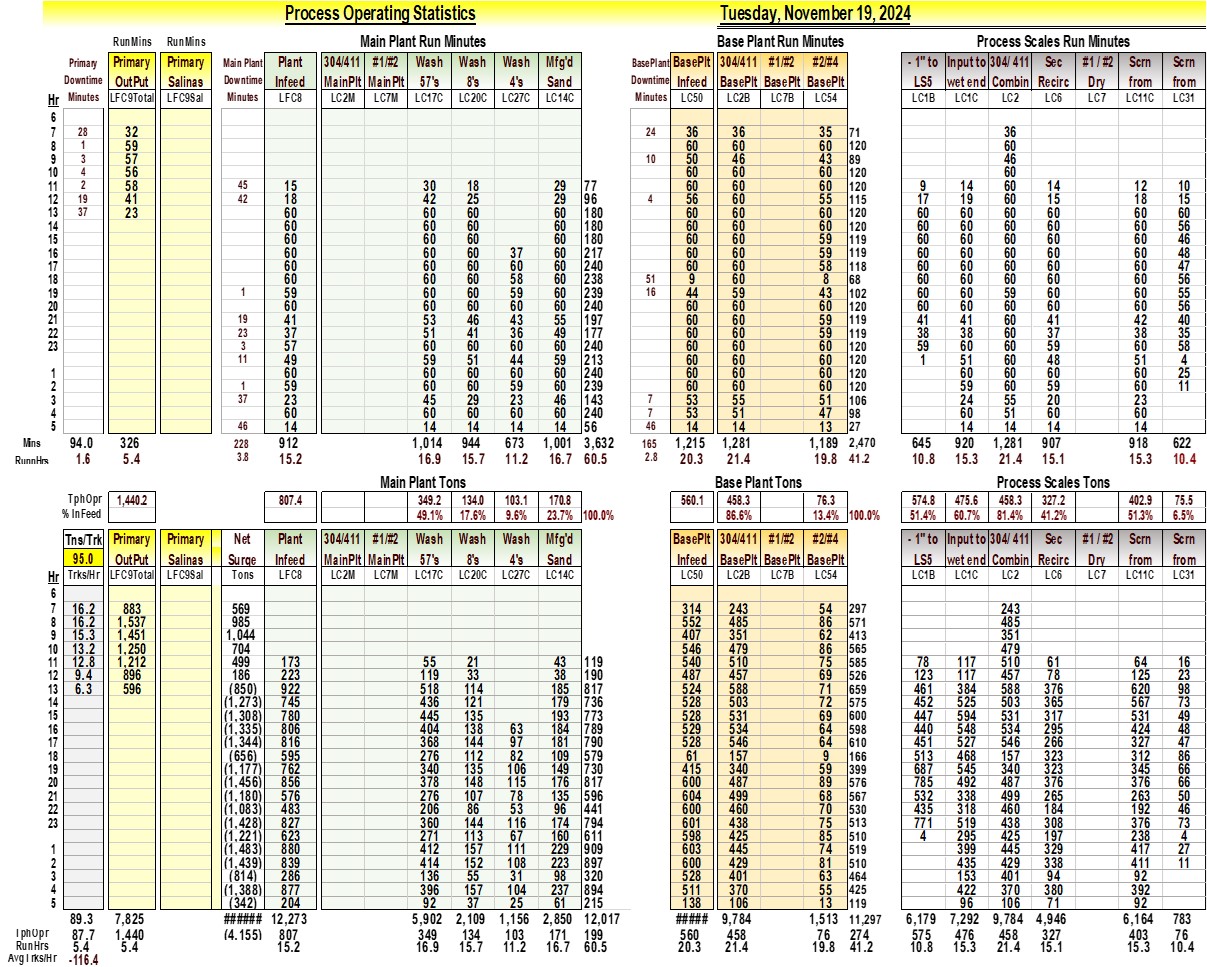 Process Operating Statistics Tuesday, November 19, 2024
RunMins RunMins Main Plant Run Minutes Base Plant Run Minutes Process Scales Run Minutes
Primary Primary Primary Main Plant Plant 304/411 #1/#2 Wash Wash Wash Mfg'd BasePlant BasePlt 304/411 #1/#2 #2/#4 - 1" to Input to 304/ 411 Sec #1 / #2 Scrn Scrn
Downtime OutPut Salinas Downtime Infeed MainPlt MainPlt 57's 8's 4's Sand Downtime Infeed BasePlt BasePlt BasePlt LS5 wet end Combin Recirc Dry from from
Hr Minutes LFC9Total LFC9Sal Minutes LFC8 LC2M LC7M LC17C LC20C LC27C LC14C Minutes LC50 LC2B LC7B LC54 LC1B LC1C LC2 LC6 LC7 LC11C LC31
6
7 28 32 24 36 36 35 71 36
8 1 59 60 60 60 120 60
9 3 57 10 50 46 43 89 46
10 4 56 60 60 60 120 60
11 2 58 45 15 30 18 29 77 60 60 60 120 9 14 60 14 12 10
12 19 41 42 18 42 25 29 96 4 56 60 55 115 17 19 60 15 18 15
13 37 23 60 60 60 60 180 60 60 60 120 60 60 60 60 60 60
14 60 60 60 60 180 60 60 60 120 60 60 60 60 60 56
15 60 60 60 60 180 60 60 59 119 60 60 60 60 60 46
16 60 60 60 37 60 217 60 60 59 119 60 60 60 60 60 48
17 60 60 60 60 60 240 60 60 58 118 60 60 60 60 60 47
18 60 60 60 58 60 238 51 9 60 8 68 60 60 60 60 60 56
19 1 59 60 60 59 60 239 16 44 59 43 102 60 60 59 60 60 55
20 60 60 60 60 60 240 60 60 60 120 60 60 60 60 60 56
21 19 41 53 46 43 55 197 60 60 59 119 41 41 60 41 42 40
22 23 37 51 41 36 49 177 60 60 59 119 38 38 60 37 38 35
23 3 57 60 60 60 60 240 60 60 60 120 59 60 60 60 60 58
11 49 59 51 44 59 213 60 60 60 120 1 51 60 48 51 4
1 60 60 60 60 60 240 60 60 60 120 60 60 60 60 25
2 1 59 60 60 59 60 239 60 60 60 120 59 60 59 60 11
3 37 23 45 29 23 46 143 7 53 55 51 106 24 55 20 23
4 60 60 60 60 60 240 7 53 51 47 98 60 51 60 60
5 46 14 14 14 14 14 56 46 14 14 13 27 14 14 14 14
Mins 94.0 326 228 912 1,014 944 673 1,001 3,632 165 1,215 1,281 1,189 2,470 645 920 1,281 907 918 622
RunnHrs 1.6 5.4 3.8 15.2 16.9 15.7 11.2 16.7 60.5 2.8 20.3 21.4 19.8 41.2 10.8 15.3 21.4 15.1 15.3 10.4
Main Plant Tons Base Plant Tons Process Scales Tons
TphOpr 1,440.2 807.4 349.2 134.0 103.1 170.8 560.1 458.3 76.3 574.8 475.6 458.3 327.2 402.9 75.5
% InFeed 49.1% 17.6% 9.6% 23.7% 100.0% 86.6% 13.4% 100.0% 51.4% 60.7% 81.4% 41.2% 51.3% 6.5%
Tns/Trk Primary Primary Net Plant 304/411 #1/#2 Wash Wash Wash Mfg'd BasePlt 304/411 #1/#2 #2/#4 - 1" to Input to 304/ 411 Sec #1 / #2 Scrn Scrn
95.0 OutPut Salinas Surge Infeed MainPlt MainPlt 57's 8's 4's Sand Infeed BasePlt BasePlt BasePlt LS5 wet end Combin Recirc Dry from from
Hr Trks/Hr LFC9Total LFC9Sal Tons LFC8 LC2M LC7M LC17C LC20C LC27C LC14C LC50 LC2B LC7B LC54 LC1B LC1C LC2 LC6 LC7 LC11C LC31
6
7 16.2 883 569 314 243 54 297 243
8 16.2 1,537 985 552 485 86 571 485
9 15.3 1,451 1,044 407 351 62 413 351
10 13.2 1,250 704 546 479 86 565 479
11 12.8 1,212 499 173 55 21 43 119 540 510 75 585 78 117 510 61 64 16
12 9.4 896 186 223 119 33 38 190 487 457 69 526 123 117 457 78 125 23
13 6.3 596 (850) 922 518 114 185 817 524 588 71 659 461 384 588 376 620 98
14 (1,273) 745 436 121 179 736 528 503 72 575 452 525 503 365 567 73
15 (1,308) 780 445 135 193 773 528 531 69 600 447 594 531 317 531 49
16 (1,335) 806 404 138 63 184 789 529 534 64 598 440 548 534 295 424 48
17 (1,344) 816 368 144 97 181 790 528 546 64 610 451 527 546 266 327 47
18 (656) 595 276 112 82 109 579 61 157 9 166 513 468 157 323 312 86
19 (1,177) 762 340 135 106 149 730 415 340 59 399 687 545 340 323 345 66
20 (1,456) 856 378 148 115 176 817 600 487 89 576 785 492 487 376 376 66
21 (1,180) 576 276 107 78 135 596 604 499 68 567 532 338 499 265 263 50
22 (1,083) 483 206 86 53 96 441 600 460 70 530 435 318 460 184 192 46
23 (1,428) 827 360 144 116 174 794 601 438 75 513 771 519 438 308 376 73
(1,221) 623 271 113 67 160 611 598 425 85 510 4 295 425 197 238 4
1 (1,483) 880 412 157 111 229 909 603 445 74 519 399 445 329 417 27
2 (1,439) 839 414 152 108 223 897 600 429 81 510 435 429 338 411 11
3 (814) 286 136 55 31 98 320 528 401 63 464 153 401 94 92
4 (1,388) 877 396 157 104 237 894 511 370 55 425 422 370 380 392
5 (342) 204 92 37 25 61 215 138 106 13 119 96 106 71 92
89.3 7,825 ###### 12,273 5,902 2,109 1,156 2,850 12,017 ##### 9,784 1,513 11,297 6,179 7,292 9,784 4,946 6,164 783
TphOpr 87.7 1,440 (4.155) 807 349 134 103 171 199 560 458 76 274 575 476 458 327 403 76
RunHrs 5.4 5.4 15.2 16.9 15.7 11.2 16.7 60.5 20.3 21.4 19.8 41.2 10.8 15.3 21.4 15.1 15.3 10.4
Avg Trks/Hr -116.4